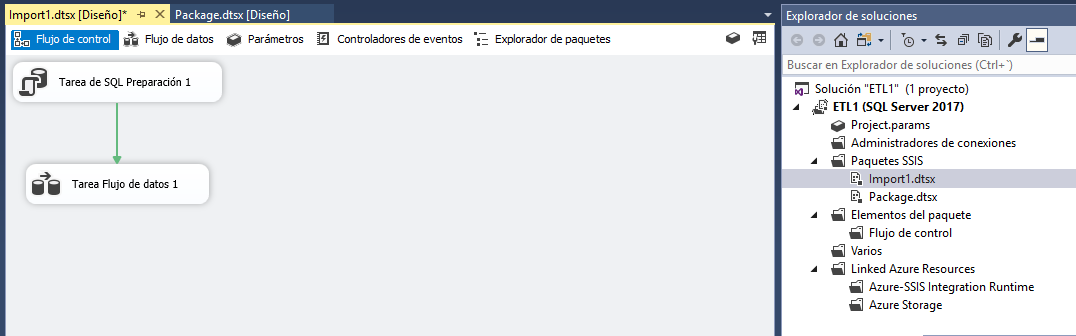 Import1.dtsx [Diseño]*
Package.dtsx [Diseño]
Flujo de control
Flujo de datos
Parámetros
Controladores de eventos
Explorador de paquetes
Tarea de SQL Preparación 1
Tarea Flujo de datos 1
Explorador de soluciones
Buscar en Explorador de soluciones (Ctrl+`)
Solución "ETL1" (1 proyecto)
ETL1 (SQL Server 2017)
Project.params
Administradores de conexiones
Paquetes SSIS
Import1.dtsx
Package.dtsx
Elementos del paquete
Flujo de control
Varios
Linked Azure Resources
Azure-SSIS Integration Runtime
Azure Storage